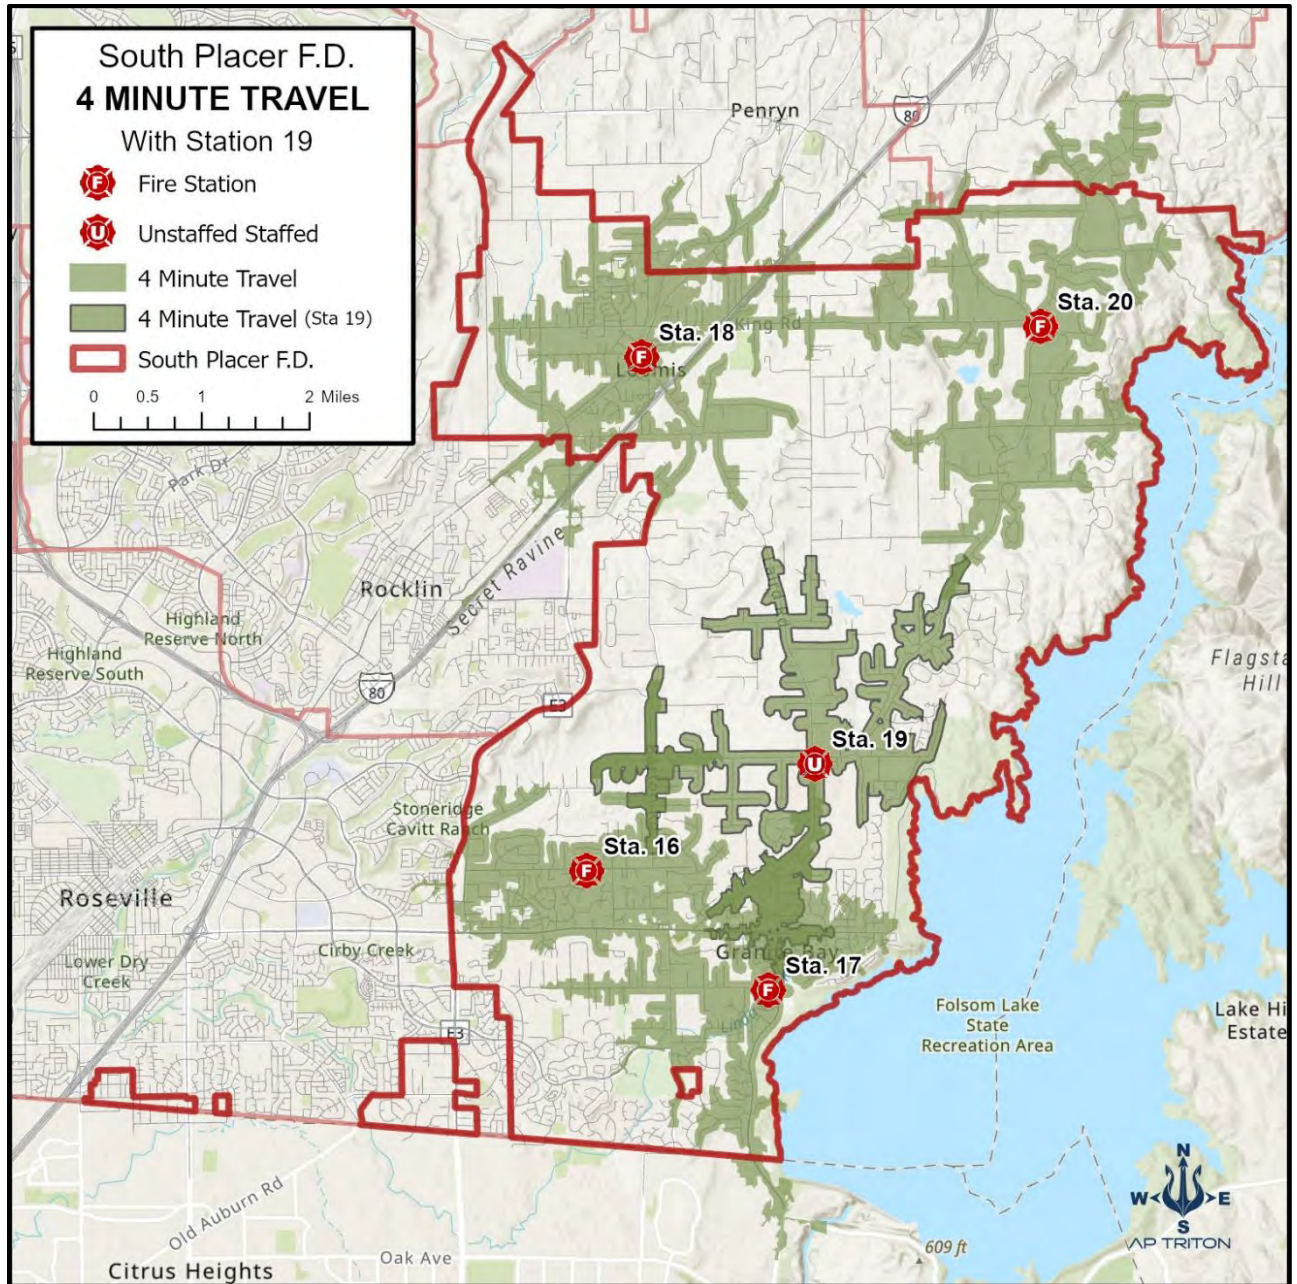 South Placer F.D.
4 MINUTE TRAVEL
With Station 19
F Fire Station
U Unstaffed Staffed
4 Minute Travel
4 Minute Travel (Sta 19)
South Placer F.D.
0 0.5 1 2 Miles
Penryn
80
Sta. 20
F
King Rd
Sta. 18
F
Loomis
Park Dr
Secret Ravine
Rocklin
Highland
Reserve North
Highland
Reserve South
80
E3
Flagsta
Hill
Sta. 19
U
Stoneridge
Cavitt Ranch
Sta. 16
F
Roseville
Cirby Creek
Lower Dry
Creek
Granite Bay
Sta. 17
F
E3
Folsom Lake
State
Recreation Area
Lake Hi
Estate
Old Auburn Rd
Oak Ave
Citrus Heights
609 ft
N
W E
S
AP TRITON